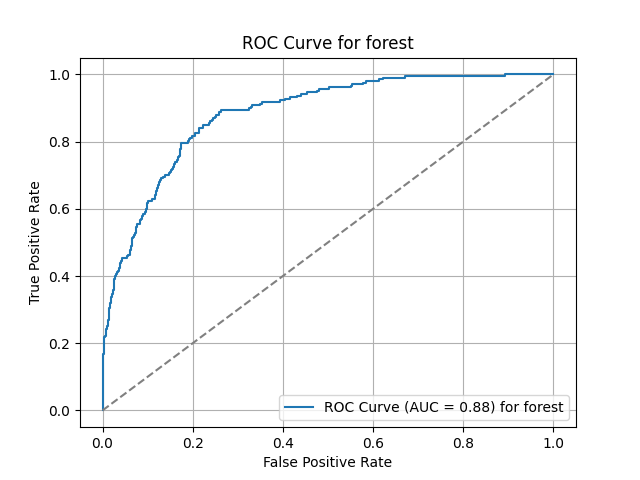 ROC Curve for forest
True Positive Rate
1.0
0.8
0.6
0.4
0.2
0.0
ROC Curve (AUC = 0.88) for forest
0.0 0.2 0.4 0.6 0.8 1.0
False Positive Rate